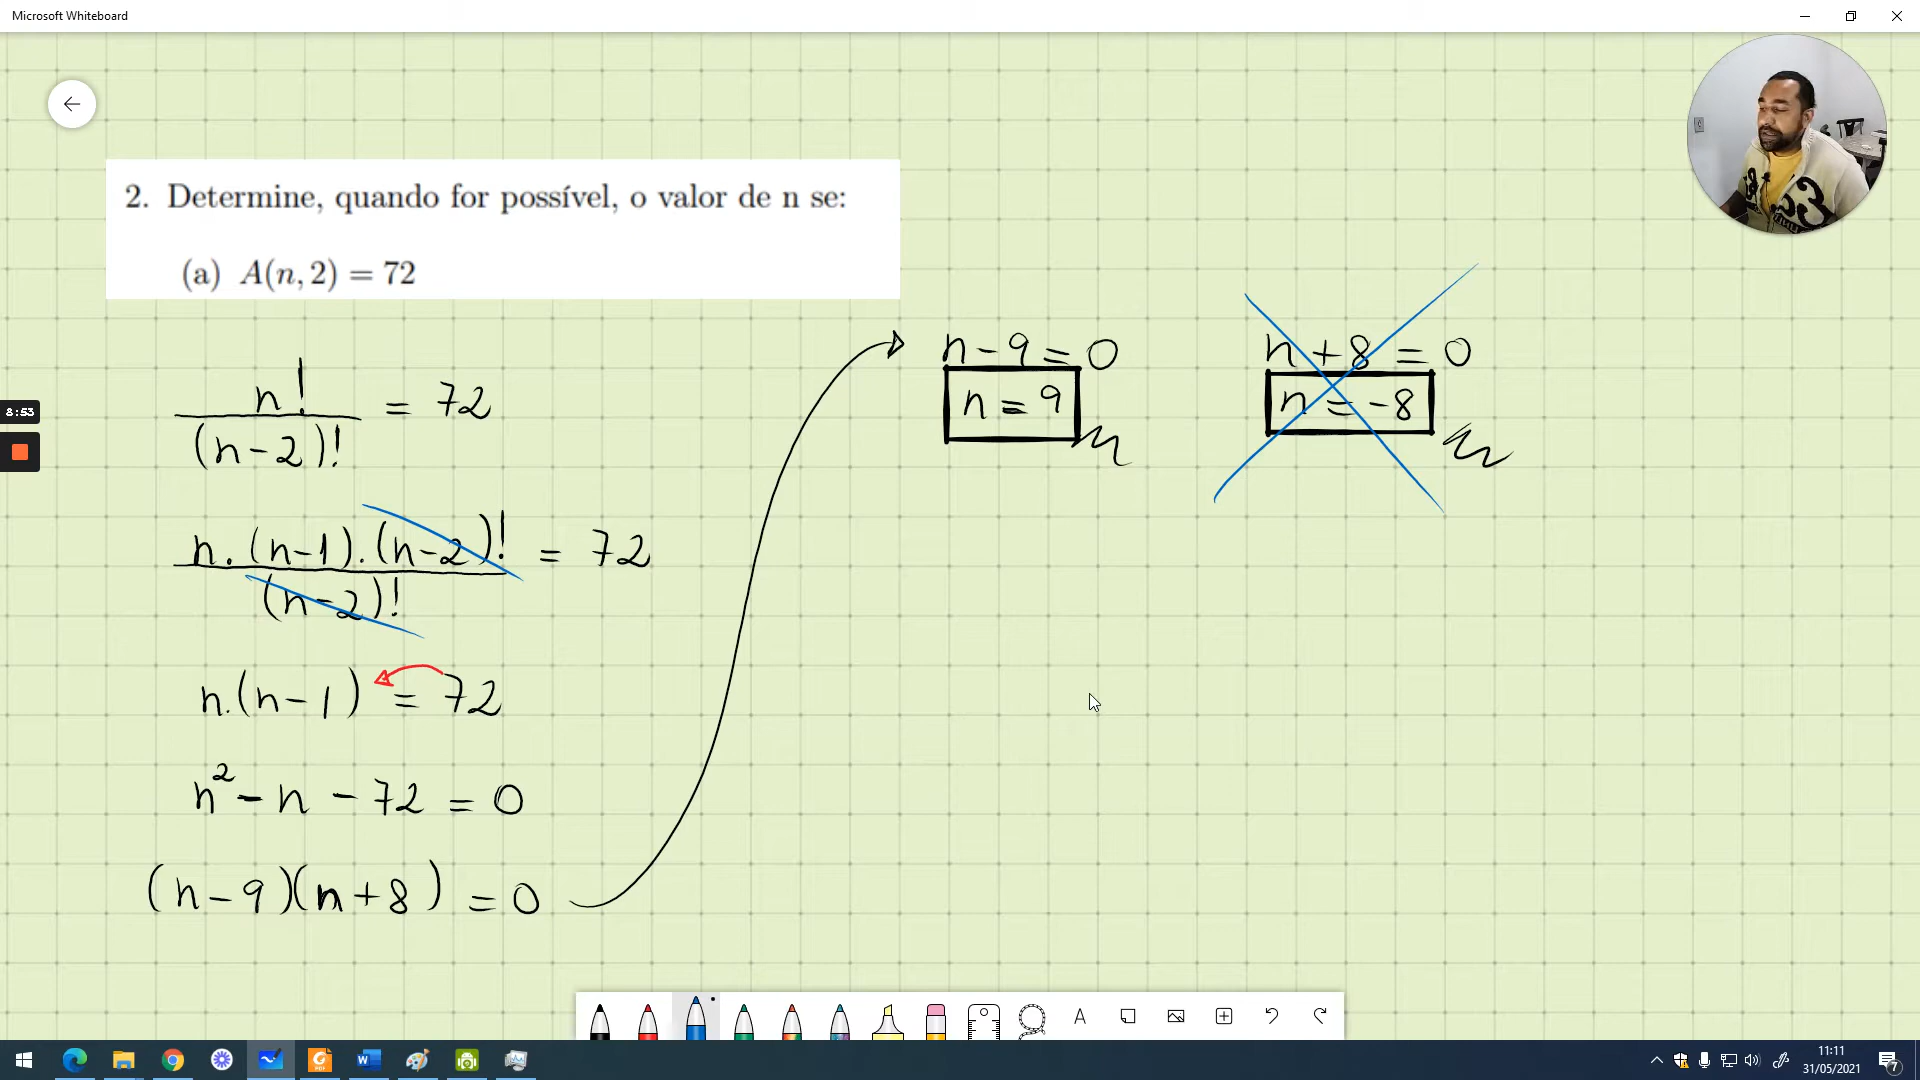 Microsoft Whiteboard
2. Determine, quando for possível, o valor de n se:
(a) A(n, 2) = 72
8:53
n! / (n-2)! = 72
n.(n-1).(n-2)! / (n-2)! = 72
n.(n-1) = 72
n² - n - 72 = 0
(n-9)(n+8) = 0
n - 9 = 0
n = 9
n + 8 = 0
n = -8
A
W
11:11
31/05/2021
7